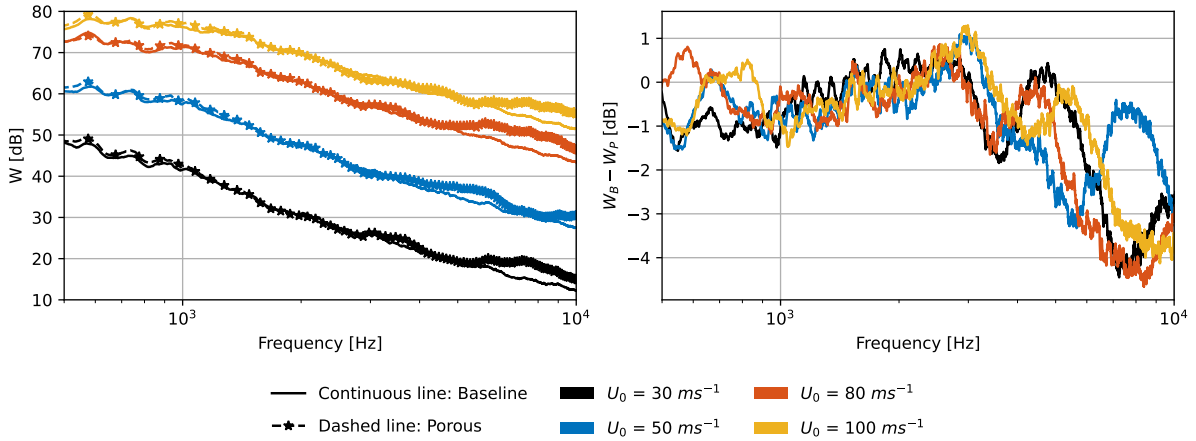 80
70
60
50
40
30
20
10
W [dB]
10³
10⁴
Frequency [Hz]
1
0
−1
−2
−3
−4
W_B − W_P [dB]
10³
10⁴
Frequency [Hz]
Continuous line: Baseline
Dashed line: Porous
U₀ = 30 ms⁻¹
U₀ = 50 ms⁻¹
U₀ = 80 ms⁻¹
U₀ = 100 ms⁻¹